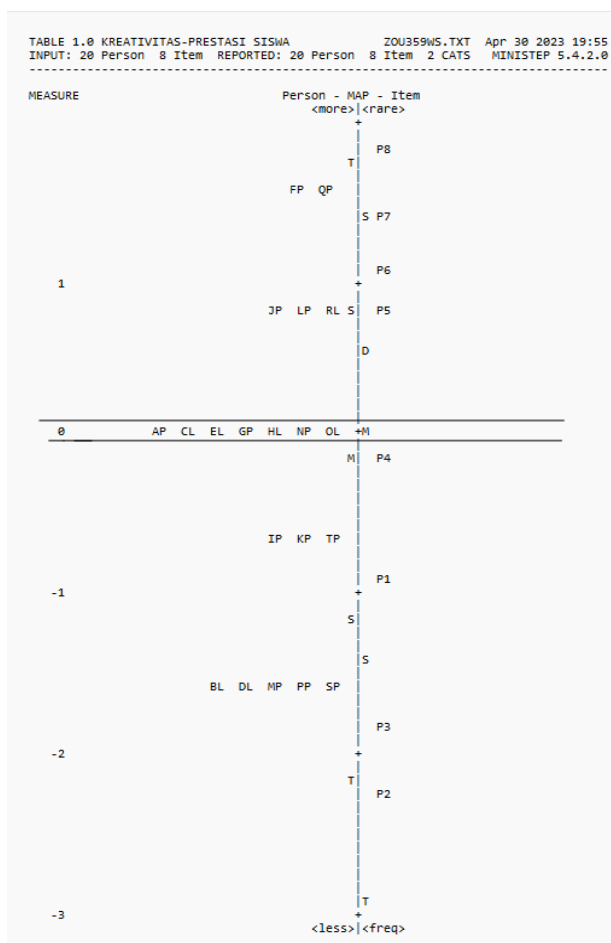 TABLE 1.0 KREATIVITAS-PRESTASI SISWA ZOU359WS.TXT Apr 30 2023 19:55
INPUT: 20 Person 8 Item REPORTED: 20 Person 8 Item 2 CATS MINISTEP 5.4.2.0
MEASURE Person - MAP - Item
<more>|<rare>
+
| P8
T|
FP QP |
|S P7
| P6
1 +
JP LP RL S| P5
|D
0 AP CL EL GP HL NP OL +M
M| P4
IP KP TP |
| P1
-1 +
S|
|S
BL DL MP PP SP |
| P3
-2 +
T|
| P2
|T
-3 +
<less>|<freq>